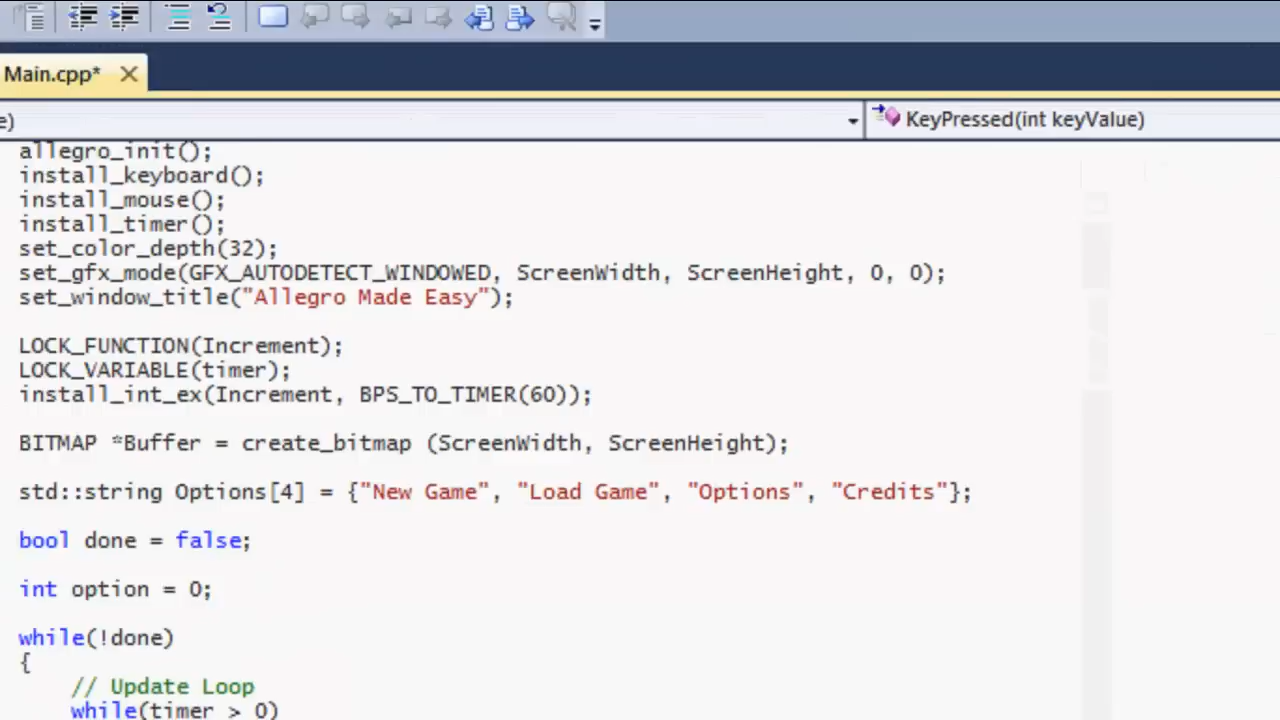 Main.cpp*
e)
KeyPressed(int keyValue)
allegro_init();
install_keyboard();
install_mouse();
install_timer();
set_color_depth(32);
set_gfx_mode(GFX_AUTODETECT_WINDOWED, ScreenWidth, ScreenHeight, 0, 0);
set_window_title("Allegro Made Easy");
LOCK_FUNCTION(Increment);
LOCK_VARIABLE(timer);
install_int_ex(Increment, BPS_TO_TIMER(60));
BITMAP *Buffer = create_bitmap (ScreenWidth, ScreenHeight);
std::string Options[4] = {"New Game", "Load Game", "Options", "Credits"};
bool done = false;
int option = 0;
while(!done)
{
// Update Loop
while(timer > 0)